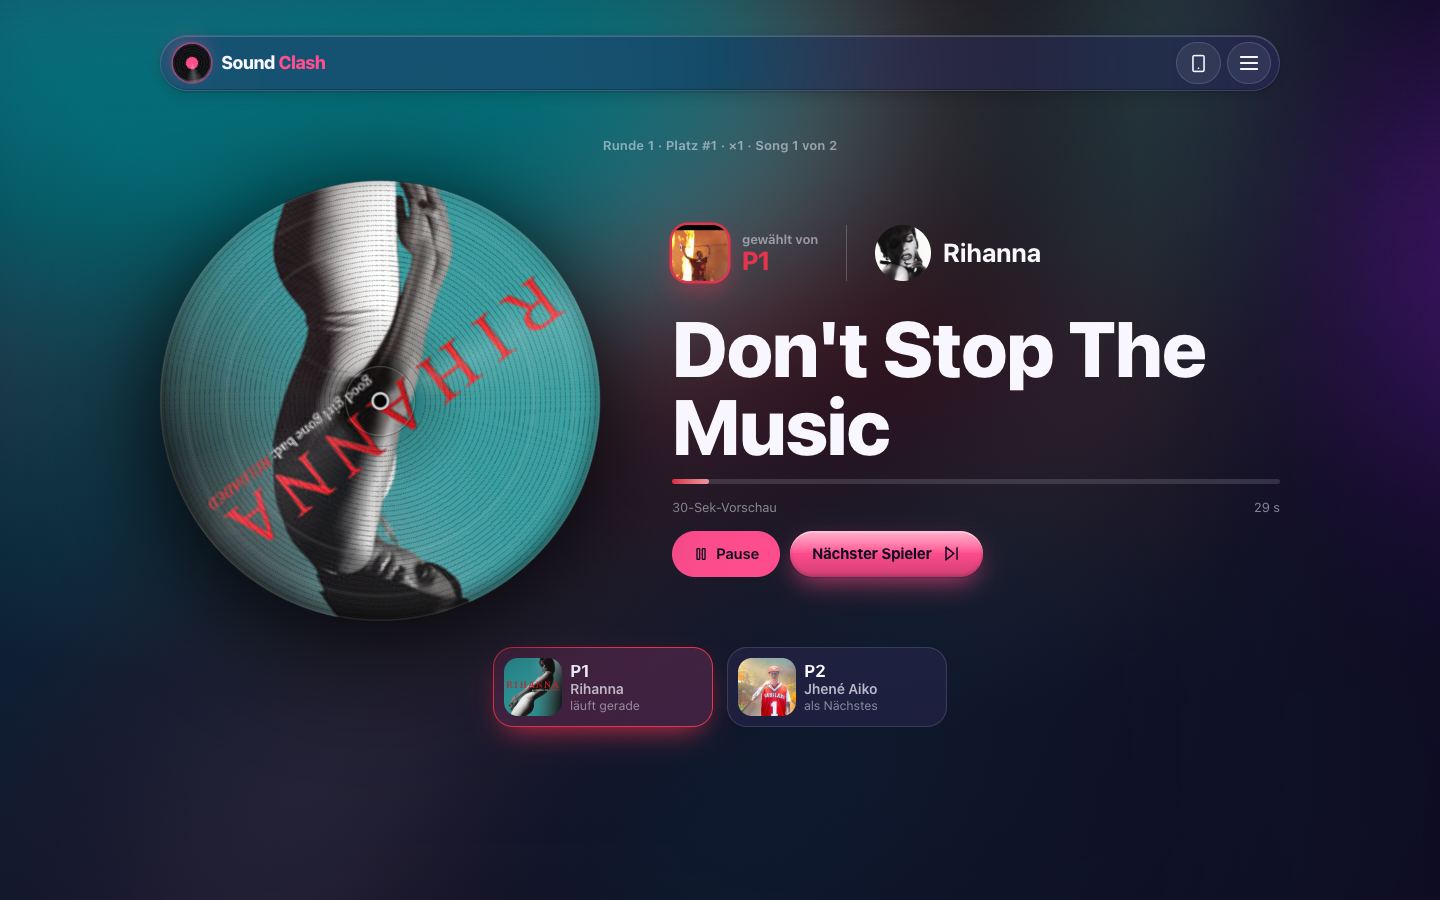 Sound Clash
Runde 1 · Platz #1 · ×1 · Song 1 von 2
RIHANNA
good girl gone bad:
RELOADED
gewählt von
P1
Rihanna
Don't Stop The
Music
30-Sek-Vorschau
29 s
Pause
Nächster Spieler
RIHANNA
P1
Rihanna
läuft gerade
1
P2
Jhené Aiko
als Nächstes